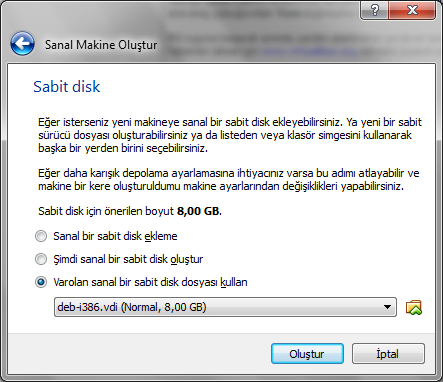 Sanal Makine Oluştur
Sabit disk
Eğer isterseniz yeni makineye sanal bir sabit disk ekleyebilirsiniz. Ya yeni bir sabit
sürücü dosyası oluşturabilirsiniz ya da listeden veya klasör simgesini kullanarak
başka bir yerden birini seçebilirsiniz.
Eğer daha karışık depolama ayarlamasına ihtiyacınız varsa bu adımı atlayabilir ve
makine bir kere oluşturuldumu makine ayarlarından değişiklikleri yapabilirsiniz.
Sabit disk için önerilen boyut 8,00 GB.
Sanal bir sabit disk ekleme
Şimdi sanal bir sabit disk oluştur
Varolan sanal bir sabit disk dosyası kullan
deb-i386.vdi (Normal, 8,00 GB)
Oluştur
İptal